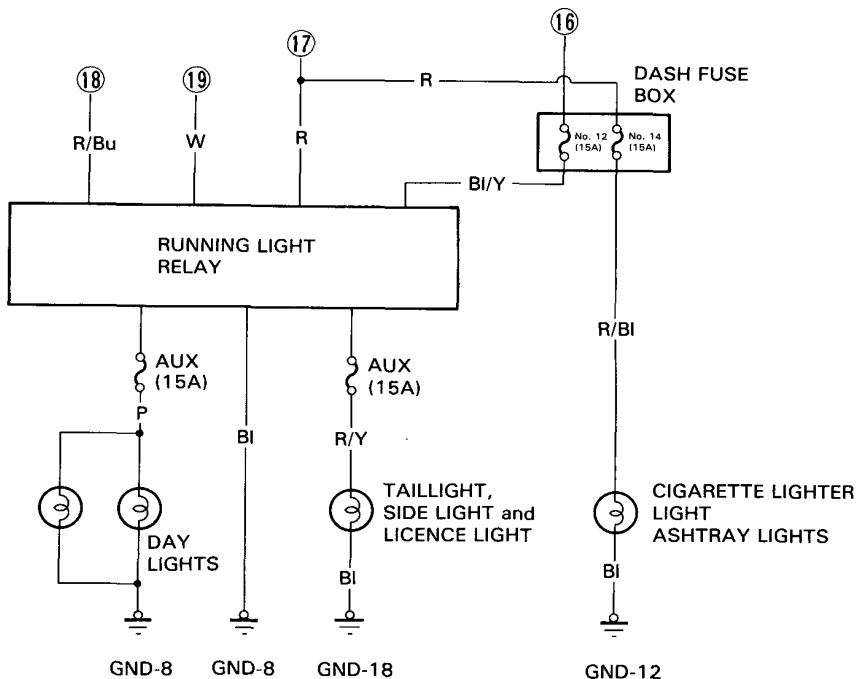 16
17
18
19
R
DASH FUSE
BOX
R/Bu
W
R
No. 12
(15A)
No. 14
(15A)
Bl/Y
RUNNING LIGHT
RELAY
R/Bl
AUX
(15A)
AUX
(15A)
P
Bl
R/Y
TAILLIGHT,
SIDE LIGHT and
LICENCE LIGHT
CIGARETTE LIGHTER
LIGHT
ASHTRAY LIGHTS
DAY
LIGHTS
Bl
Bl
GND-8
GND-8
GND-18
GND-12